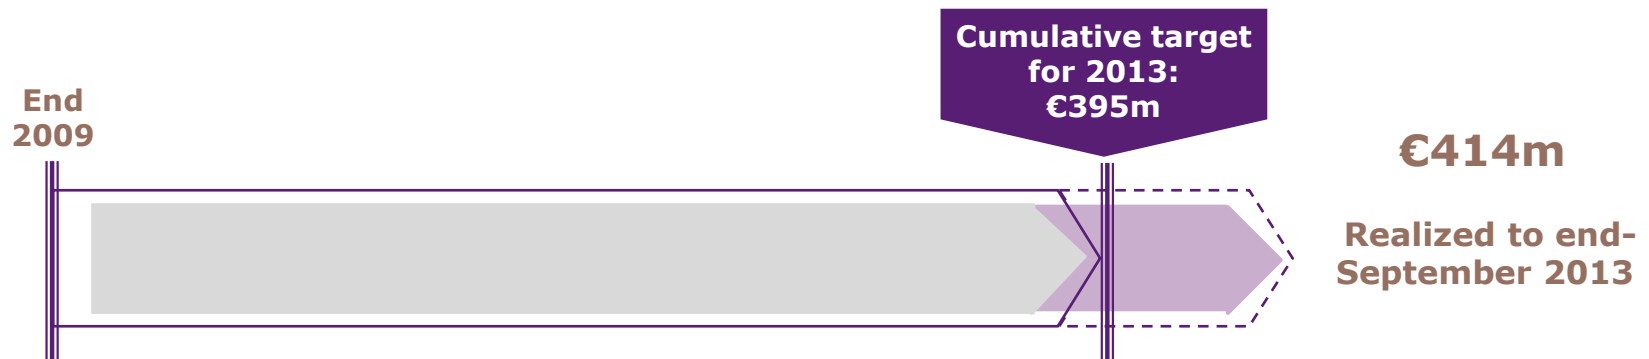 End
2009
Cumulative target
for 2013:
€395m
€414m
Realized to end-
September 2013